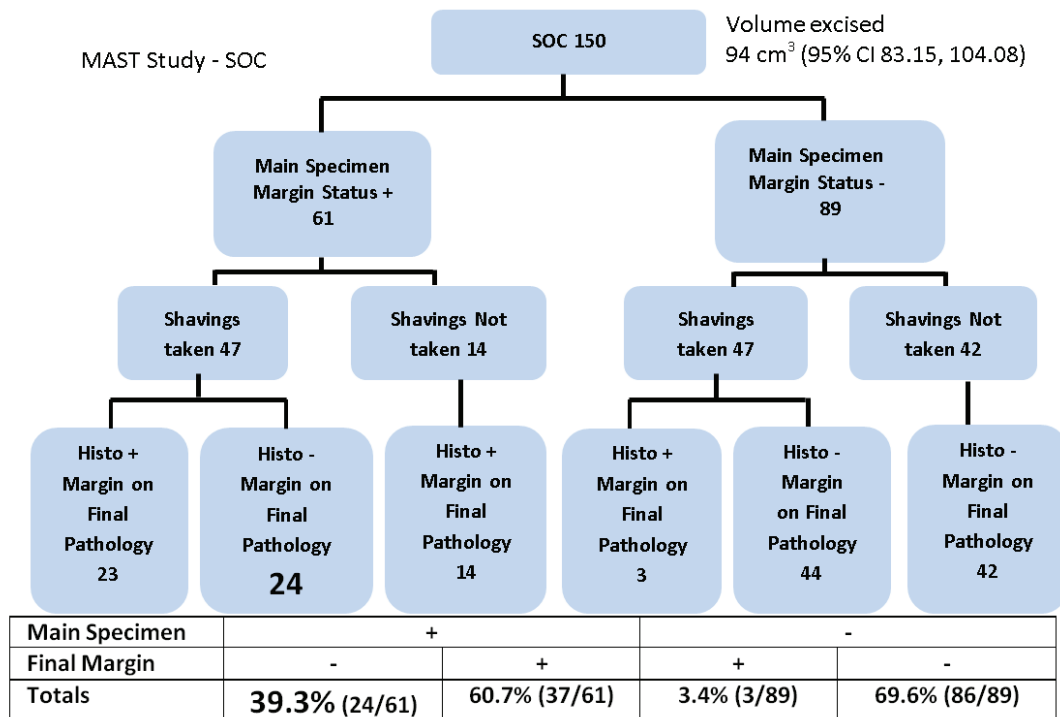 MAST Study - SOC
SOC 150
Volume excised
94 cm³ (95% CI 83.15, 104.08)
Main Specimen
Margin Status +
61
Main Specimen
Margin Status -
89
Shavings
taken 47
Shavings Not
taken 14
Shavings
taken 47
Shavings Not
taken 42
Histo +
Margin on
Final
Pathology
23
Histo -
Margin on
Final
Pathology
24
Histo +
Margin on
Final
Pathology
14
Histo +
Margin on
Final
Pathology
3
Histo -
Margin
on Final
Pathology
44
Histo -
Margin on
Final
Pathology
42
Main Specimen + -
Final Margin - + + -
Totals 39.3% (24/61) 60.7% (37/61) 3.4% (3/89) 69.6% (86/89)